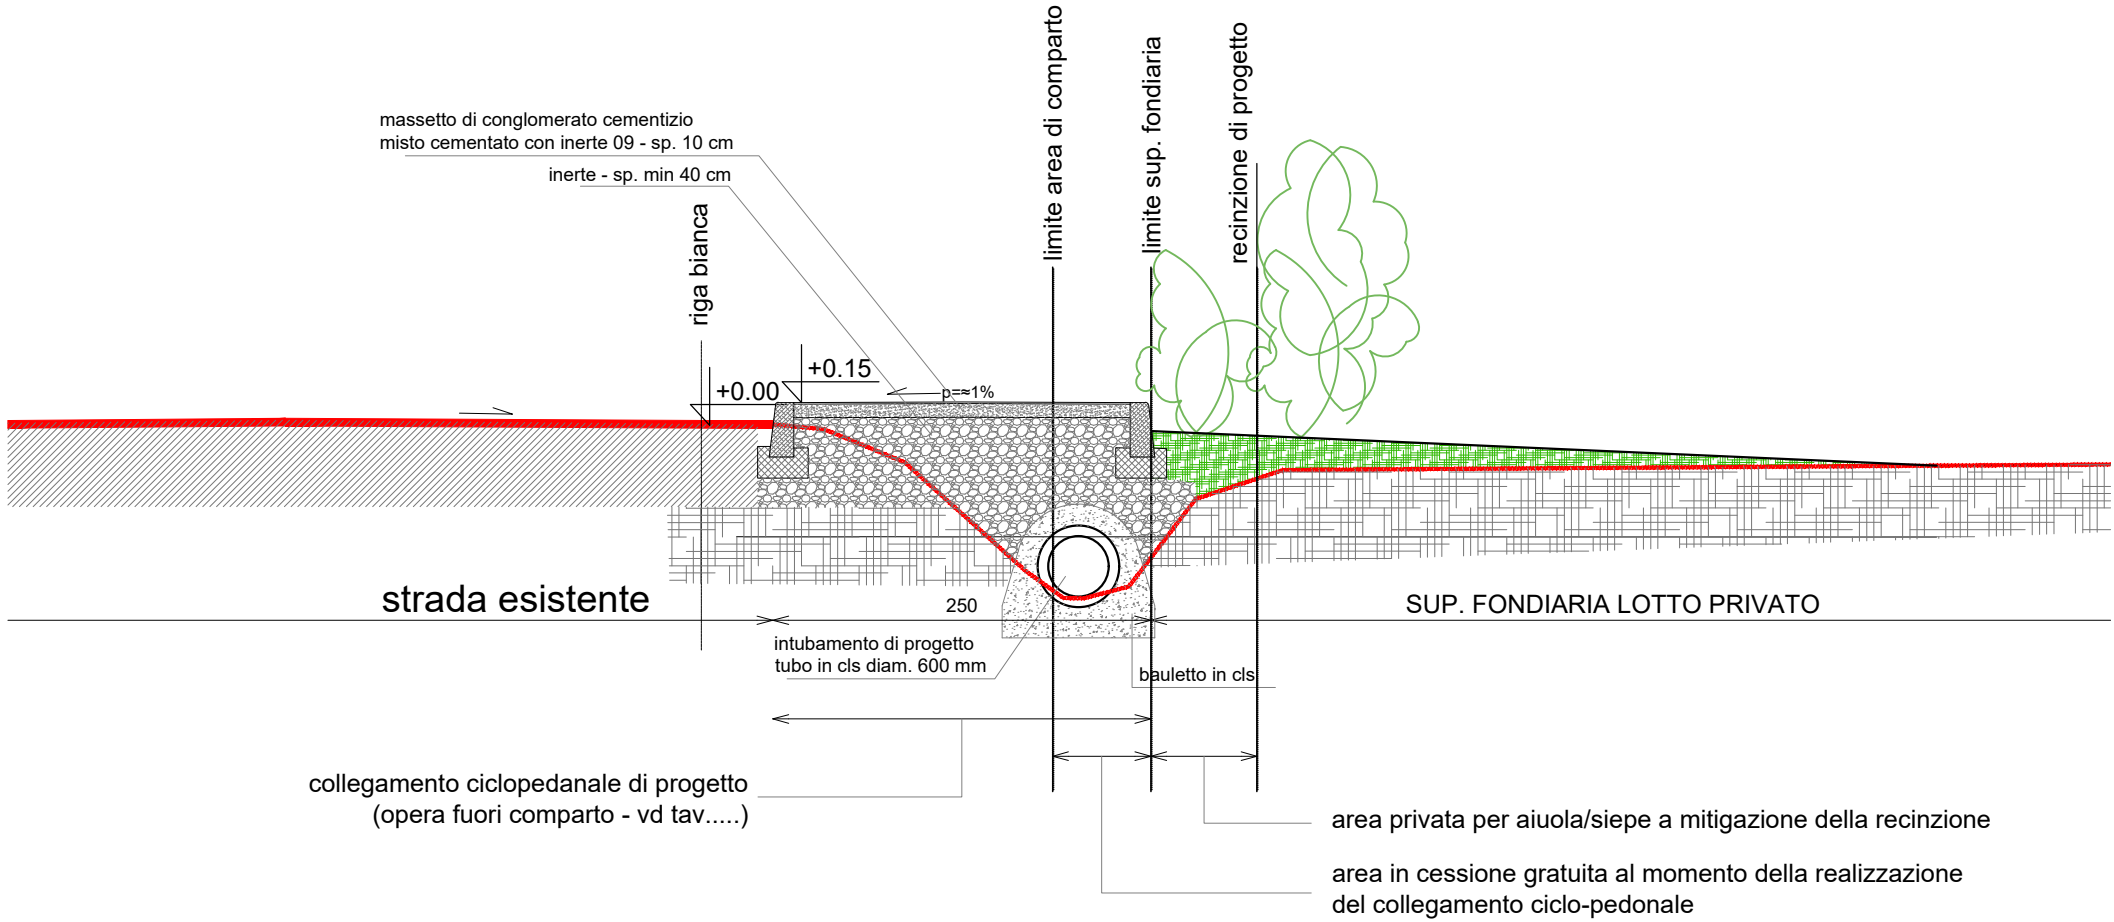 limite area di comparto
limite sup. fondiaria
recinzione di progetto
massetto di conglomerato cementizio
misto cementato con inerte 09 - sp. 10 cm
inerte - sp. min 40 cm
riga bianca
+0.15
+0.00
p=≈1%
strada esistente
250
SUP. FONDIARIA LOTTO PRIVATO
intubamento di progetto
tubo in cls diam. 600 mm
bauletto in cls
collegamento ciclopedanale di progetto
(opera fuori comparto - vd tav.....)
area privata per aiuola/siepe a mitigazione della recinzione
area in cessione gratuita al momento della realizzazione
del collegamento ciclo-pedonale